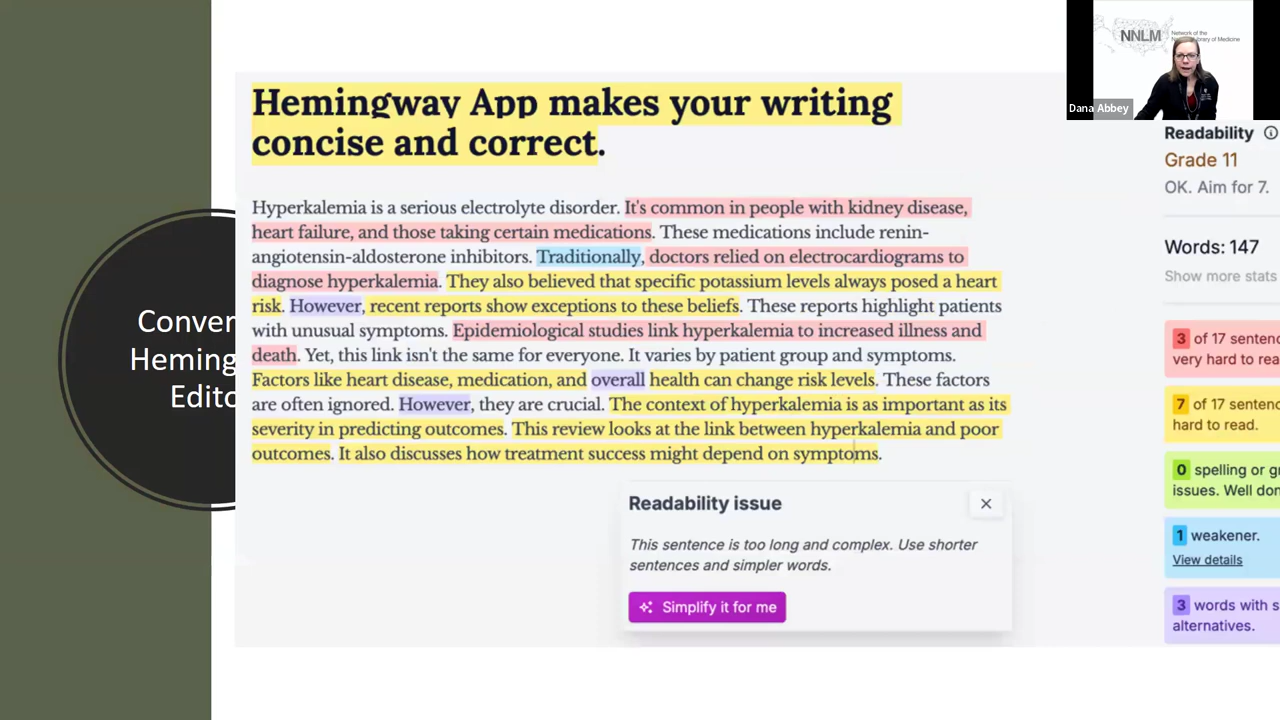 NNLM
Network of the
Library of Medicine
Dana Abbey
Hemingway App makes your writing
concise and correct.
Readability
Grade 11
OK. Aim for 7.
Words: 147
Show more stats
Hyperkalemia is a serious electrolyte disorder. It's common in people with kidney disease,
heart failure, and those taking certain medications. These medications include renin-
angiotensin-aldosterone inhibitors. Traditionally, doctors relied on electrocardiograms to
diagnose hyperkalemia. They also believed that specific potassium levels always posed a heart
risk. However, recent reports show exceptions to these beliefs. These reports highlight patients
with unusual symptoms. Epidemiological studies link hyperkalemia to increased illness and
death. Yet, this link isn't the same for everyone. It varies by patient group and symptoms.
Factors like heart disease, medication, and overall health can change risk levels. These factors
are often ignored. However, they are crucial. The context of hyperkalemia is as important as its
severity in predicting outcomes. This review looks at the link between hyperkalemia and poor
outcomes. It also discusses how treatment success might depend on symptoms.
Conver
Heming
Edito
3 of 17 sentenc
very hard to rea
7 of 17 sentenc
hard to read.
0 spelling or gr
issues. Well don
1 weakener.
View details
3 words with s
alternatives.
Readability issue
This sentence is too long and complex. Use shorter
sentences and simpler words.
Simplify it for me